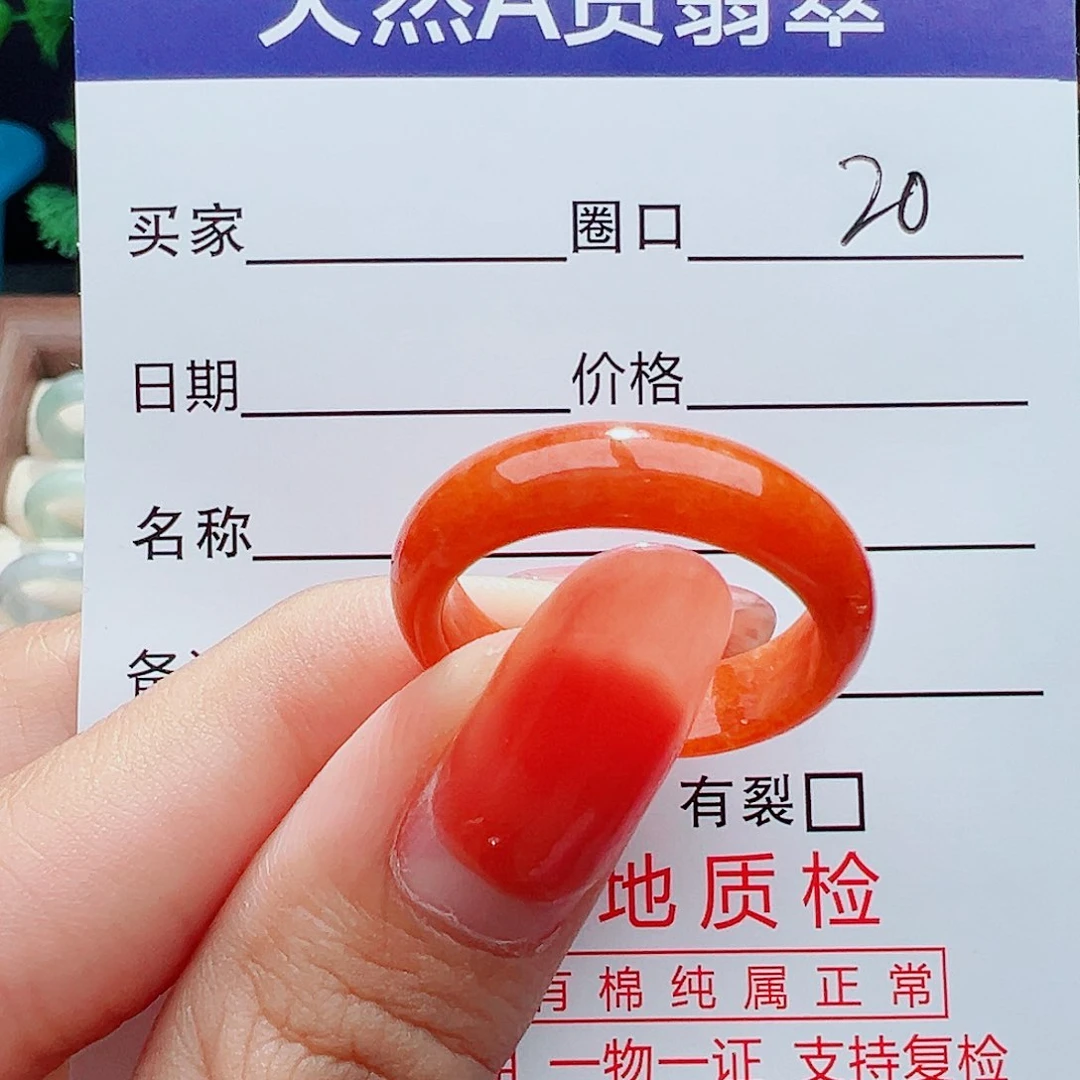 天然A货翡翠
买家 圈口 20
日期 价格
名称
备
有裂
地质检
有棉纯属正常
一物一证 支持复检